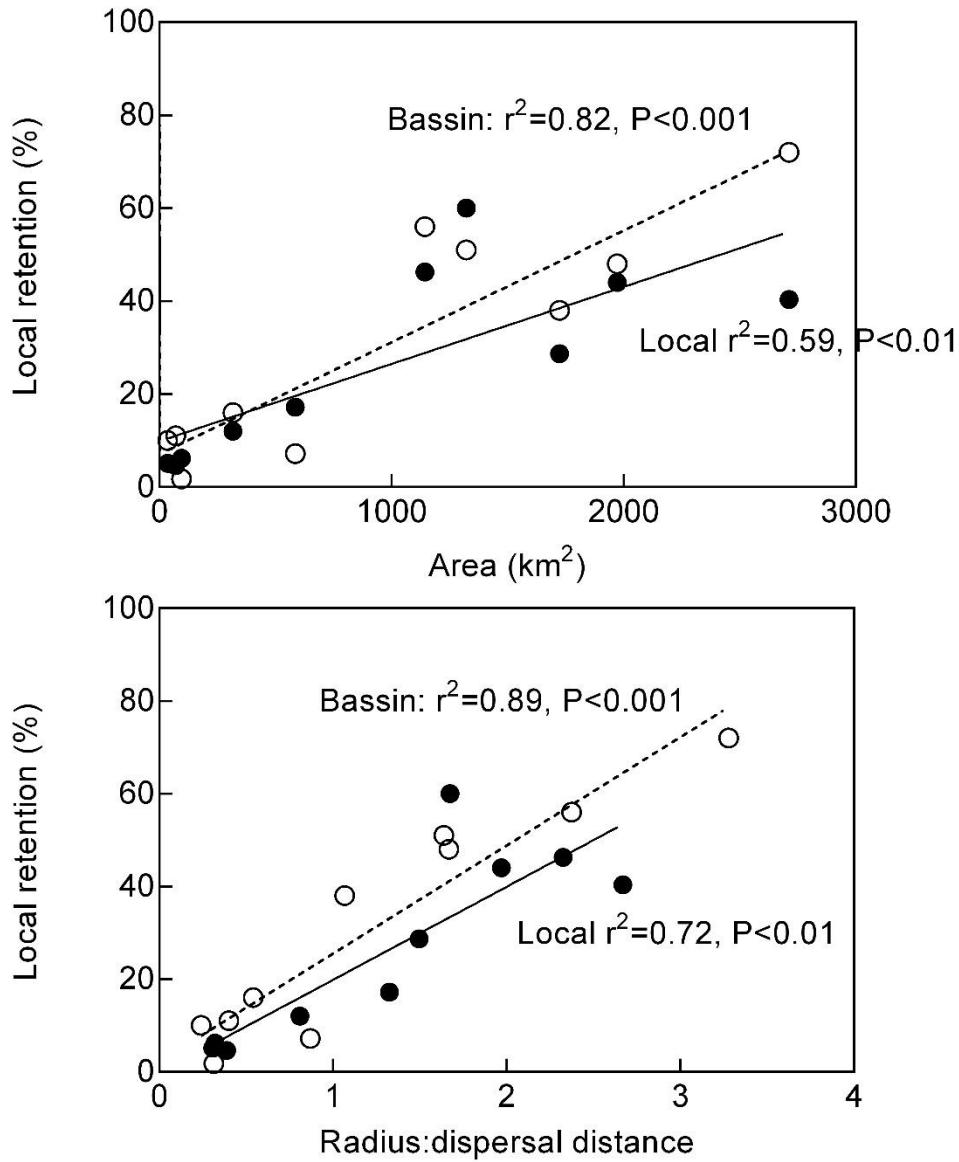 100
80
60
40
20
0
Local retention (%)
Bassin: r²=0.82, P<0.001
Local r²=0.59, P<0.01
0 1000 2000 3000
Area (km²)
100
80
60
40
20
0
Local retention (%)
Bassin: r²=0.89, P<0.001
Local r²=0.72, P<0.01
0 1 2 3 4
Radius:dispersal distance